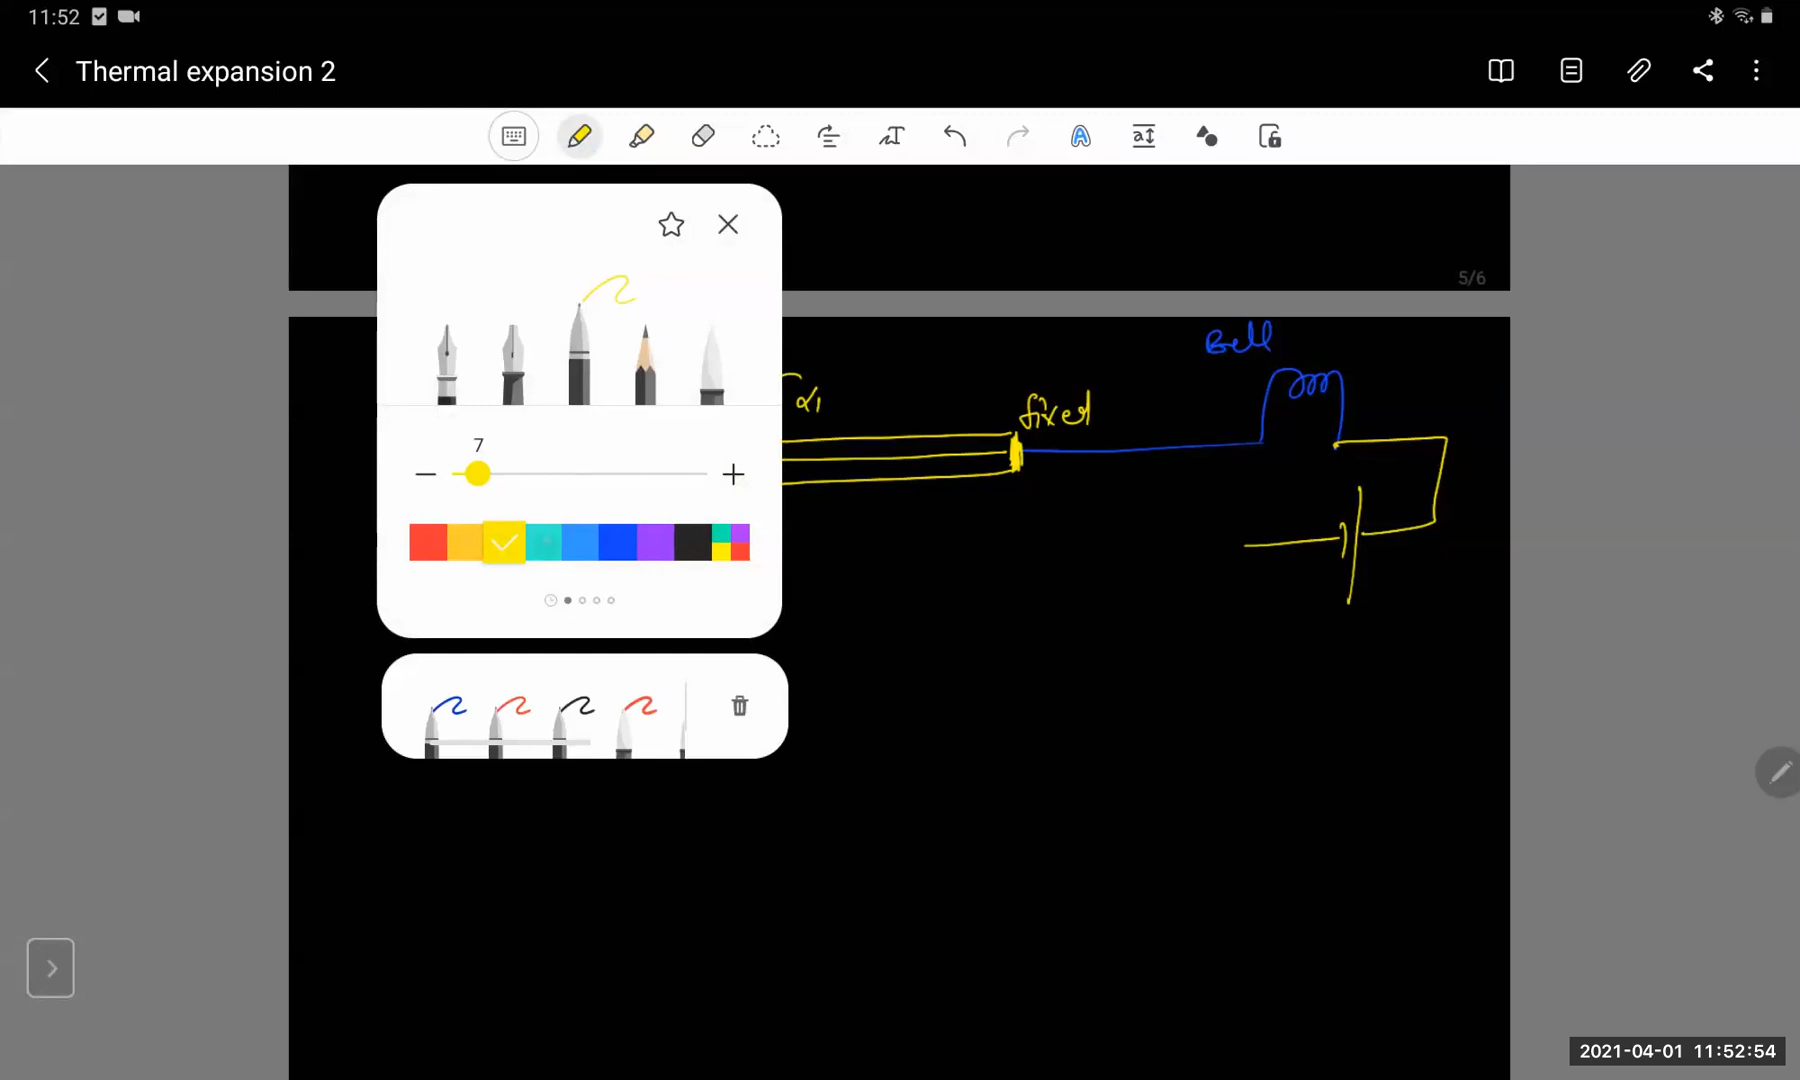 11:52
Thermal expansion 2
5/6
Bell
α1
fixed
7
2021-04-01 11:52:54